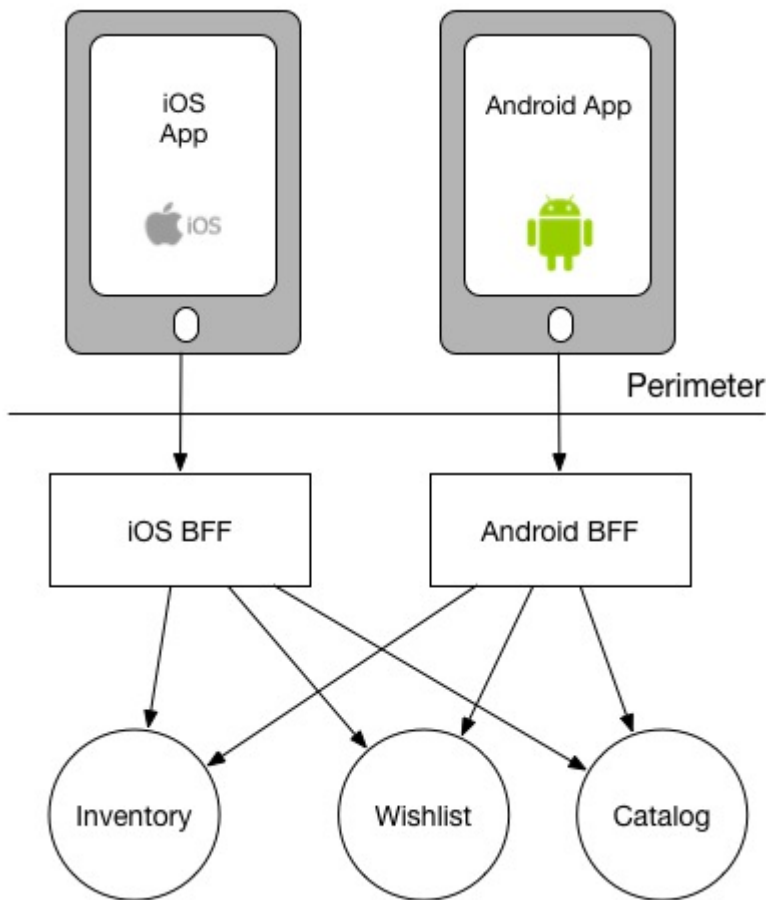 iOS
App
Android App
iOS
Perimeter
iOS BFF
Android BFF
Inventory
Wishlist
Catalog